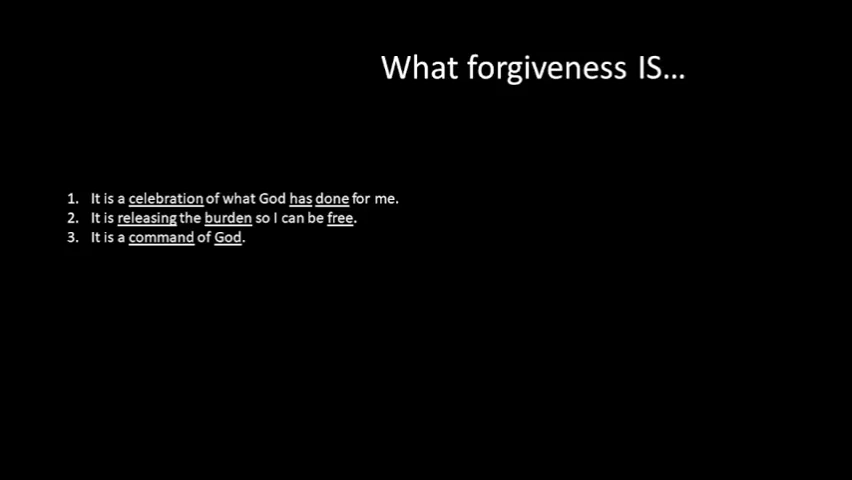 What forgiveness IS...
1. It is a celebration of what God has done for me.
2. It is releasing the burden so I can be free.
3. It is a command of God.